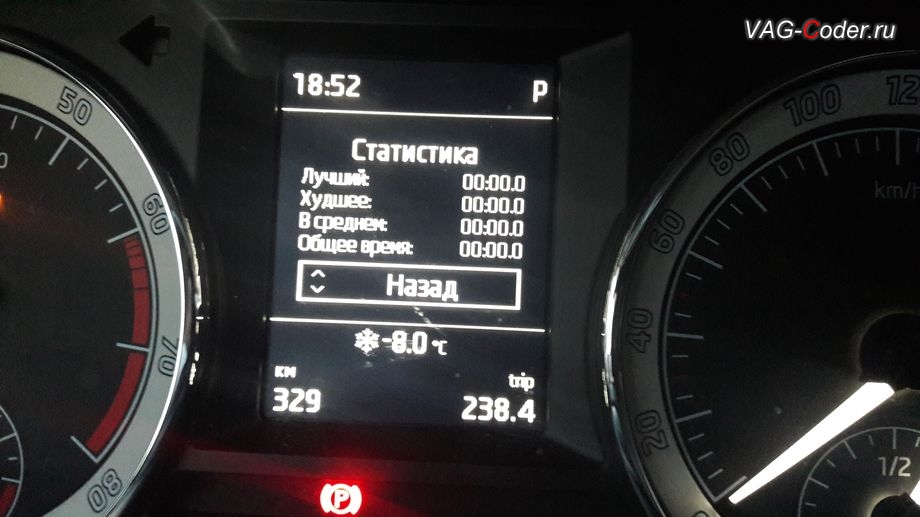 VAG-Coder.ru
18:52 P
Статистика
Лучший: 00:00.0
Худшее: 00:00.0
В среднем: 00:00.0
Общее время: 00:00.0
Назад
-8.0 °C
км trip
329 238.4
50
60
70
80
0
20
40
60
80
100
12
km/h
1/2
P